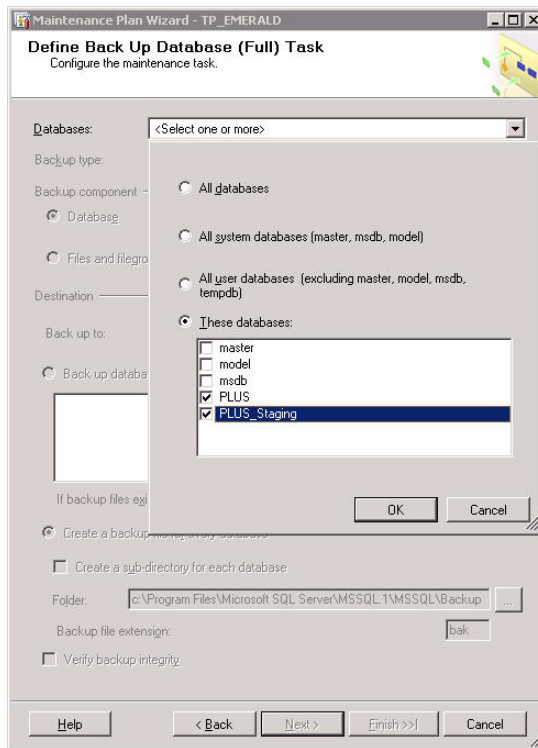 Maintenance Plan Wizard - TP_EMERALD
Define Back Up Database (Full) Task
Configure the maintenance task.
Databases:
<Select one or more>
Backup type:
Backup component
All databases
Database
All system databases (master, msdb, model)
Files and filegro
All user databases (excluding master, model, msdb,
tempdb)
Destination
These databases:
Back up to:
master
model
Back up databa
msdb
PLUS
PLUS_Staging
If backup files exi
OK
Cancel
Create a backup file for every database
Create a sub-directory for each database
Folder:
c:\Program Files\Microsoft SQL Server\MSSQL.1\MSSQL\Backup
...
Backup file extension:
bak
Verify backup integrity
Help
< Back
Next >
Finish >>|
Cancel